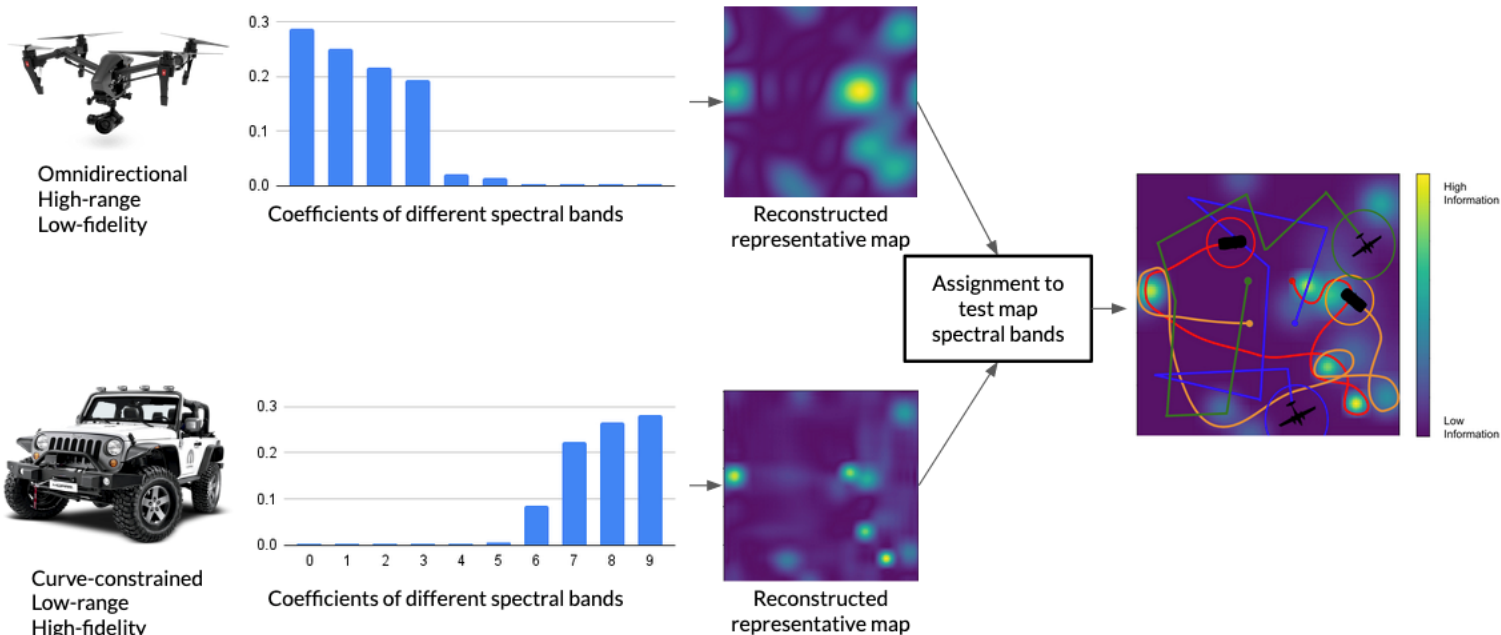 0.3
0.2
0.1
0.0
Omnidirectional
High-range
Low-fidelity
Coefficients of different spectral bands
Reconstructed
representative map
Assignment to
test map
spectral bands
High
Information
Low
Information
0.3
0.2
0.1
0.0
0 1 2 3 4 5 6 7 8 9
Curve-constrained
Low-range
High-fidelity
Coefficients of different spectral bands
Reconstructed
representative map